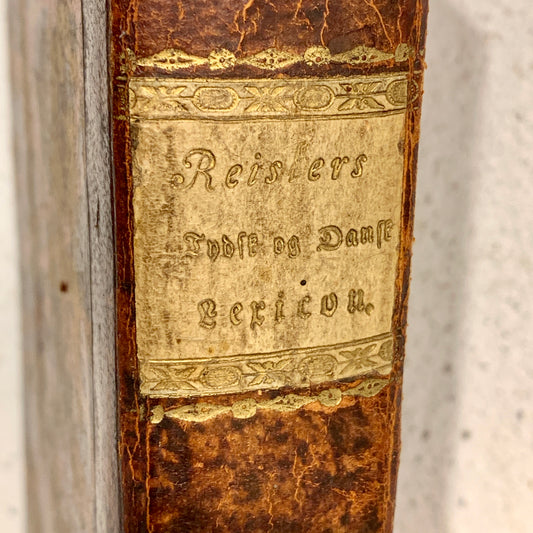 Reislers
Tydsk og Dansk
Lexicon.